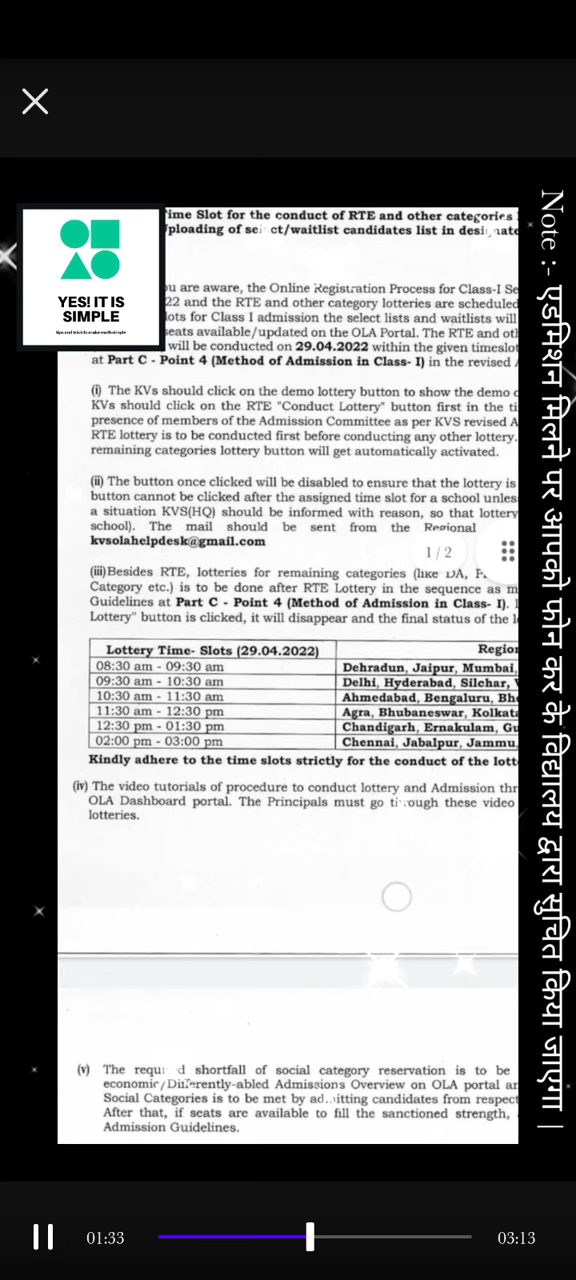 YES! IT IS
SIMPLE
ime Slot for the conduct of RTE and other categories
ploading of select/waitlist candidates list in designate
u are aware, the Online Registration Process for Class-I Se
22 and the RTE and other category lotteries are scheduled
lots for Class I admission the select lists and waitlists will
seats available/updated on the OLA Portal. The RTE and oth
will be conducted on 29.04.2022 within the given timeslot
at Part C - Point 4 (Method of Admission in Class- I) in the revised
(i) The KVs should click on the demo lottery button to show the demo
KVs should click on the RTE "Conduct Lottery" button first in the ti
presence of members of the Admission Committee as per KVS revised A
RTE lottery is to be conducted first before conducting any other lottery.
remaining categories lottery button will get automatically activated.
(ii) The button once clicked will be disabled to ensure that the lottery is
button cannot be clicked after the assigned time slot for a school unles
a situation KVS(HQ) should be informed with reason, so that lottery
school). The mail should be sent from the Regional
kvsolahelpdesk@gmail.com
1/2
(iii)Besides RTE, lotteries for remaining categories (like DA,
Category etc.) is to be done after RTE Lottery in the sequence as m
Guidelines at Part C - Point 4 (Method of Admission in Class- I).
Lottery" button is clicked, it will disappear and the final status of the l
Lottery Time- Slots (29.04.2022) Region
08:30 am - 09:30 am Dehradun, Jaipur, Mumbai,
09:30 am - 10:30 am Delhi, Hyderabad, Silchar,
10:30 am - 11:30 am Ahmedabad, Bengaluru, Bh
11:30 am - 12:30 pm Agra, Bhubaneswar, Kolkata
12:30 pm - 01:30 pm Chandigarh, Ernakulam, Gu
02:00 pm - 03:00 pm Chennai, Jabalpur, Jammu,
Kindly adhere to the time slots strictly for the conduct of the lott
(iv) The video tutorials of procedure to conduct lottery and Admission thr
OLA Dashboard portal. The Principals must go through these video
lotteries.
(v) The required shortfall of social category reservation is to be
economic/Differently-abled Admissions Overview on OLA portal an
Social Categories is to be met by admitting candidates from respect
After that, if seats are available to fill the sanctioned strength,
Admission Guidelines.
Note :- एडमिशन मिलने पर आपको फोन कर के विद्यालय द्वारा सुचित किया जाएगा |
01:33
03:13